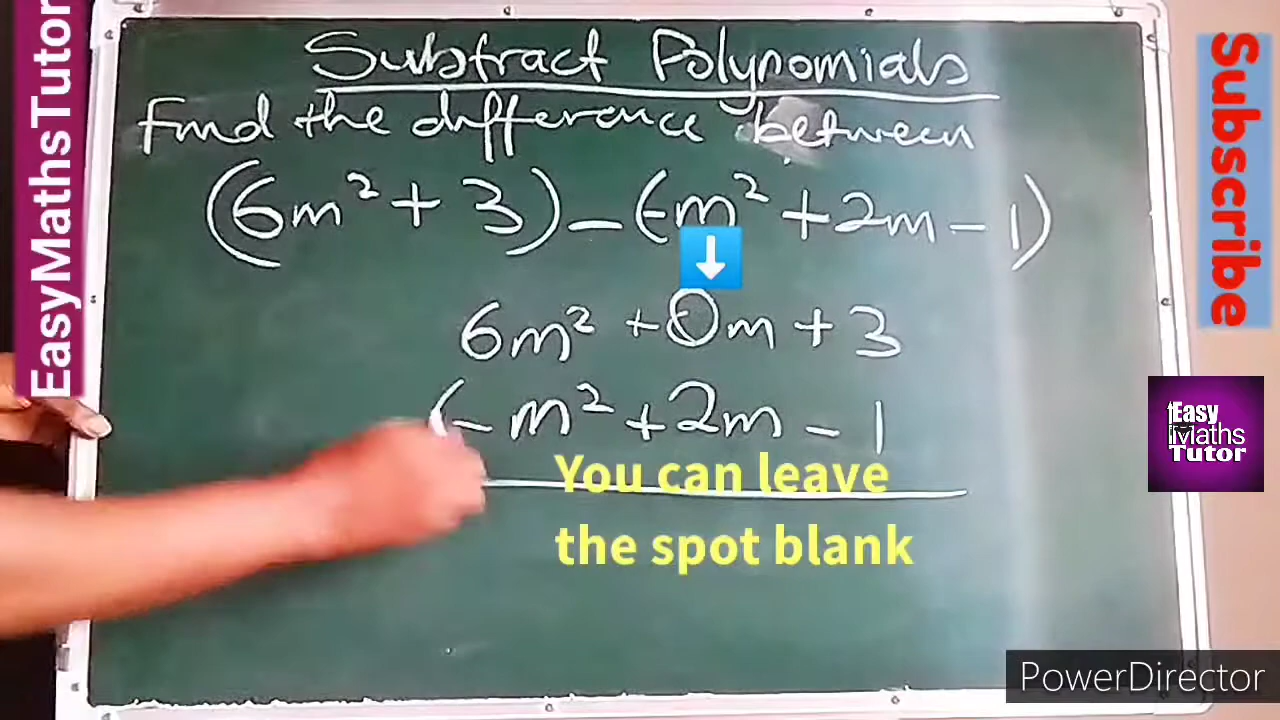 EasyMathsTutor
Subtract Polynomials
Find the difference between
(6m² + 3) - (-m² + 2m - 1)
6m² + 0m + 3
(-m² + 2m - 1
You can leave
the spot blank
Subscribe
Easy
Maths
Tutor
PowerDirector